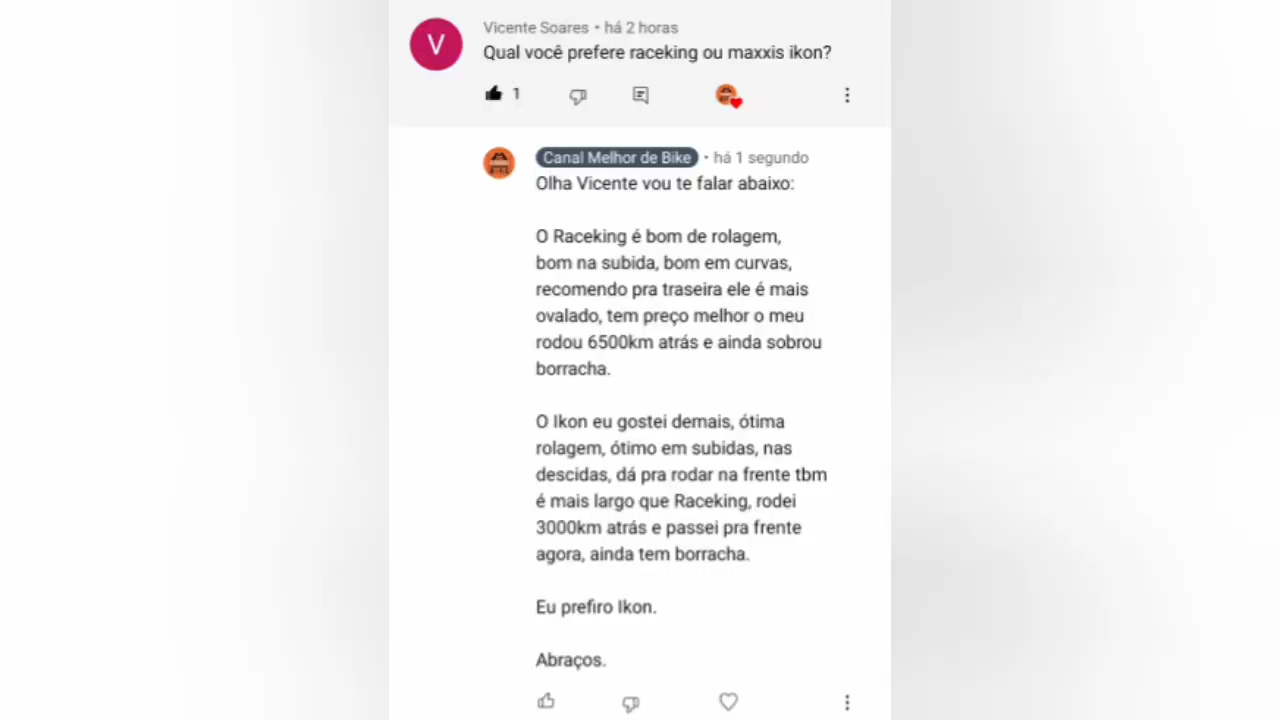 V
Vicente Soares • há 2 horas
Qual você prefere raceking ou maxxis ikon?
1
Canal Melhor de Bike • há 1 segundo
Olha Vicente vou te falar abaixo:
O Raceking é bom de rolagem,
bom na subida, bom em curvas,
recomendo pra traseira ele é mais
ovalado, tem preço melhor o meu
rodou 6500km atrás e ainda sobrou
borracha.
O Ikon eu gostei demais, ótima
rolagem, ótimo em subidas, nas
descidas, dá pra rodar na frente tbm
é mais largo que Raceking, rodei
3000km atrás e passei pra frente
agora, ainda tem borracha.
Eu prefiro Ikon.
Abraços.